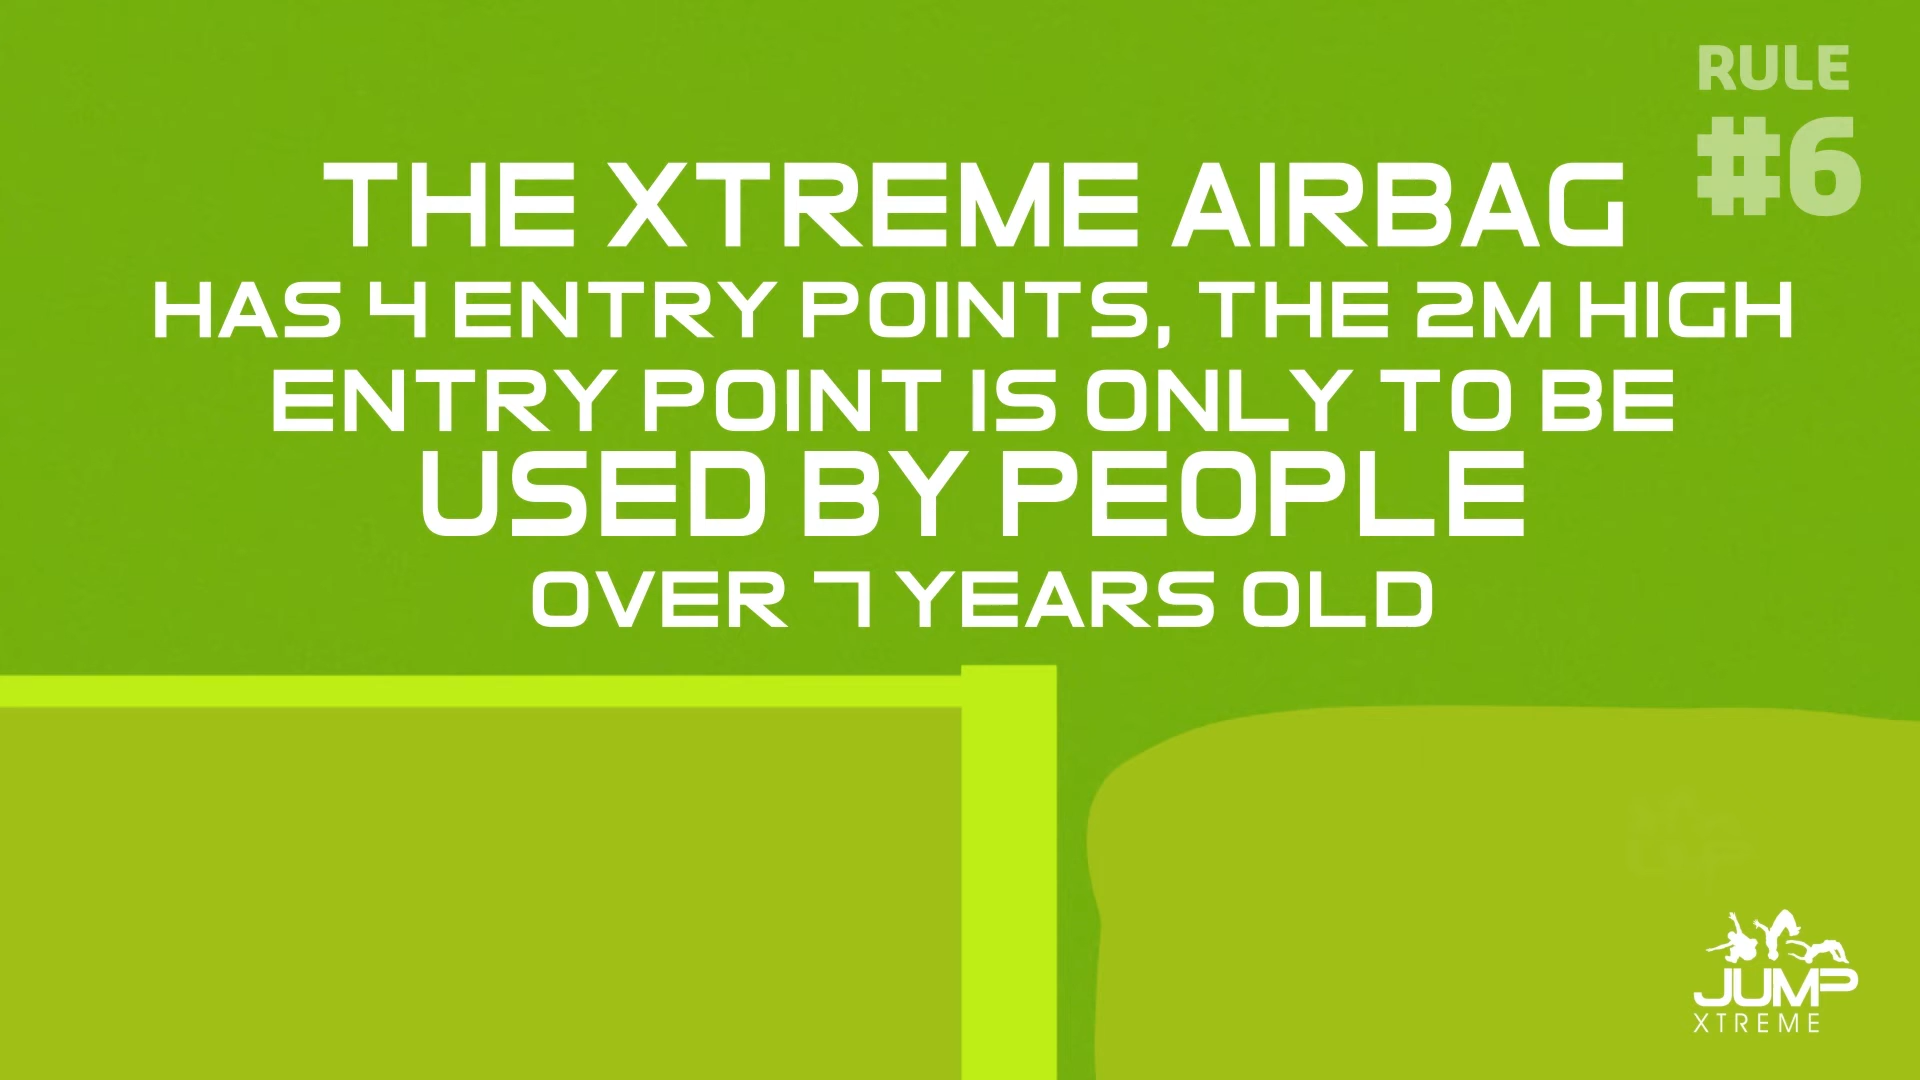 RULE
#6
THE XTREME AIRBAG
HAS 4 ENTRY POINTS, THE 2M HIGH
ENTRY POINT IS ONLY TO BE
USED BY PEOPLE
OVER 7 YEARS OLD
JUMP
XTREME